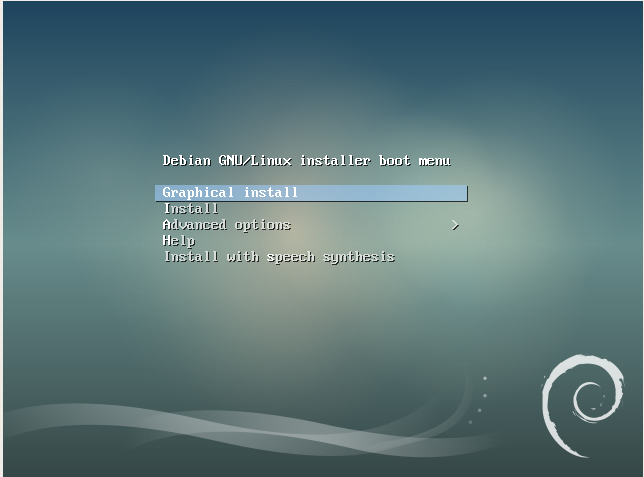 Debian GNU/Linux installer boot menu
Graphical install
Install
Advanced options >
Help
Install with speech synthesis